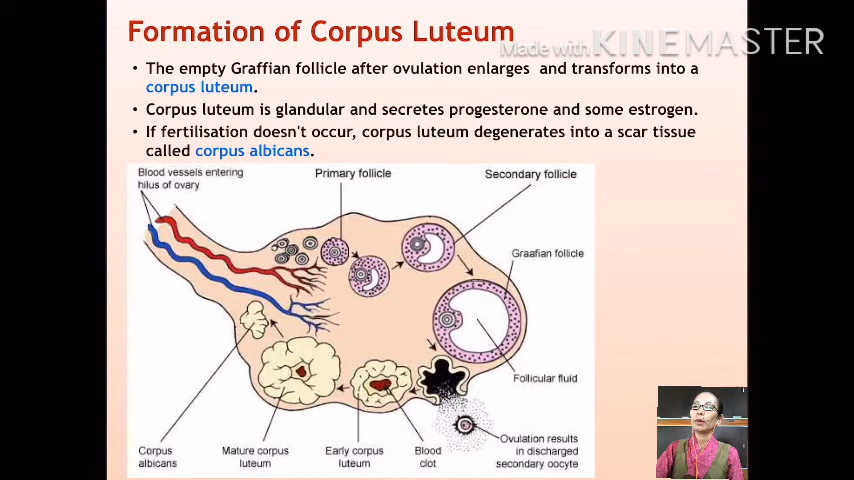 Formation of Corpus Luteum
Made with KINEMASTER
• The empty Graffian follicle after ovulation enlarges and transforms into a
corpus luteum.
• Corpus luteum is glandular and secretes progesterone and some estrogen.
• If fertilisation doesn't occur, corpus luteum degenerates into a scar tissue
called corpus albicans.
Blood vessels entering
hilus of ovary
Primary follicle
Secondary follicle
Graafian follicle
Follicular fluid
Corpus
albicans
Mature corpus
luteum
Early corpus
luteum
Blood
clot
Ovulation results
in discharged
secondary oocyte